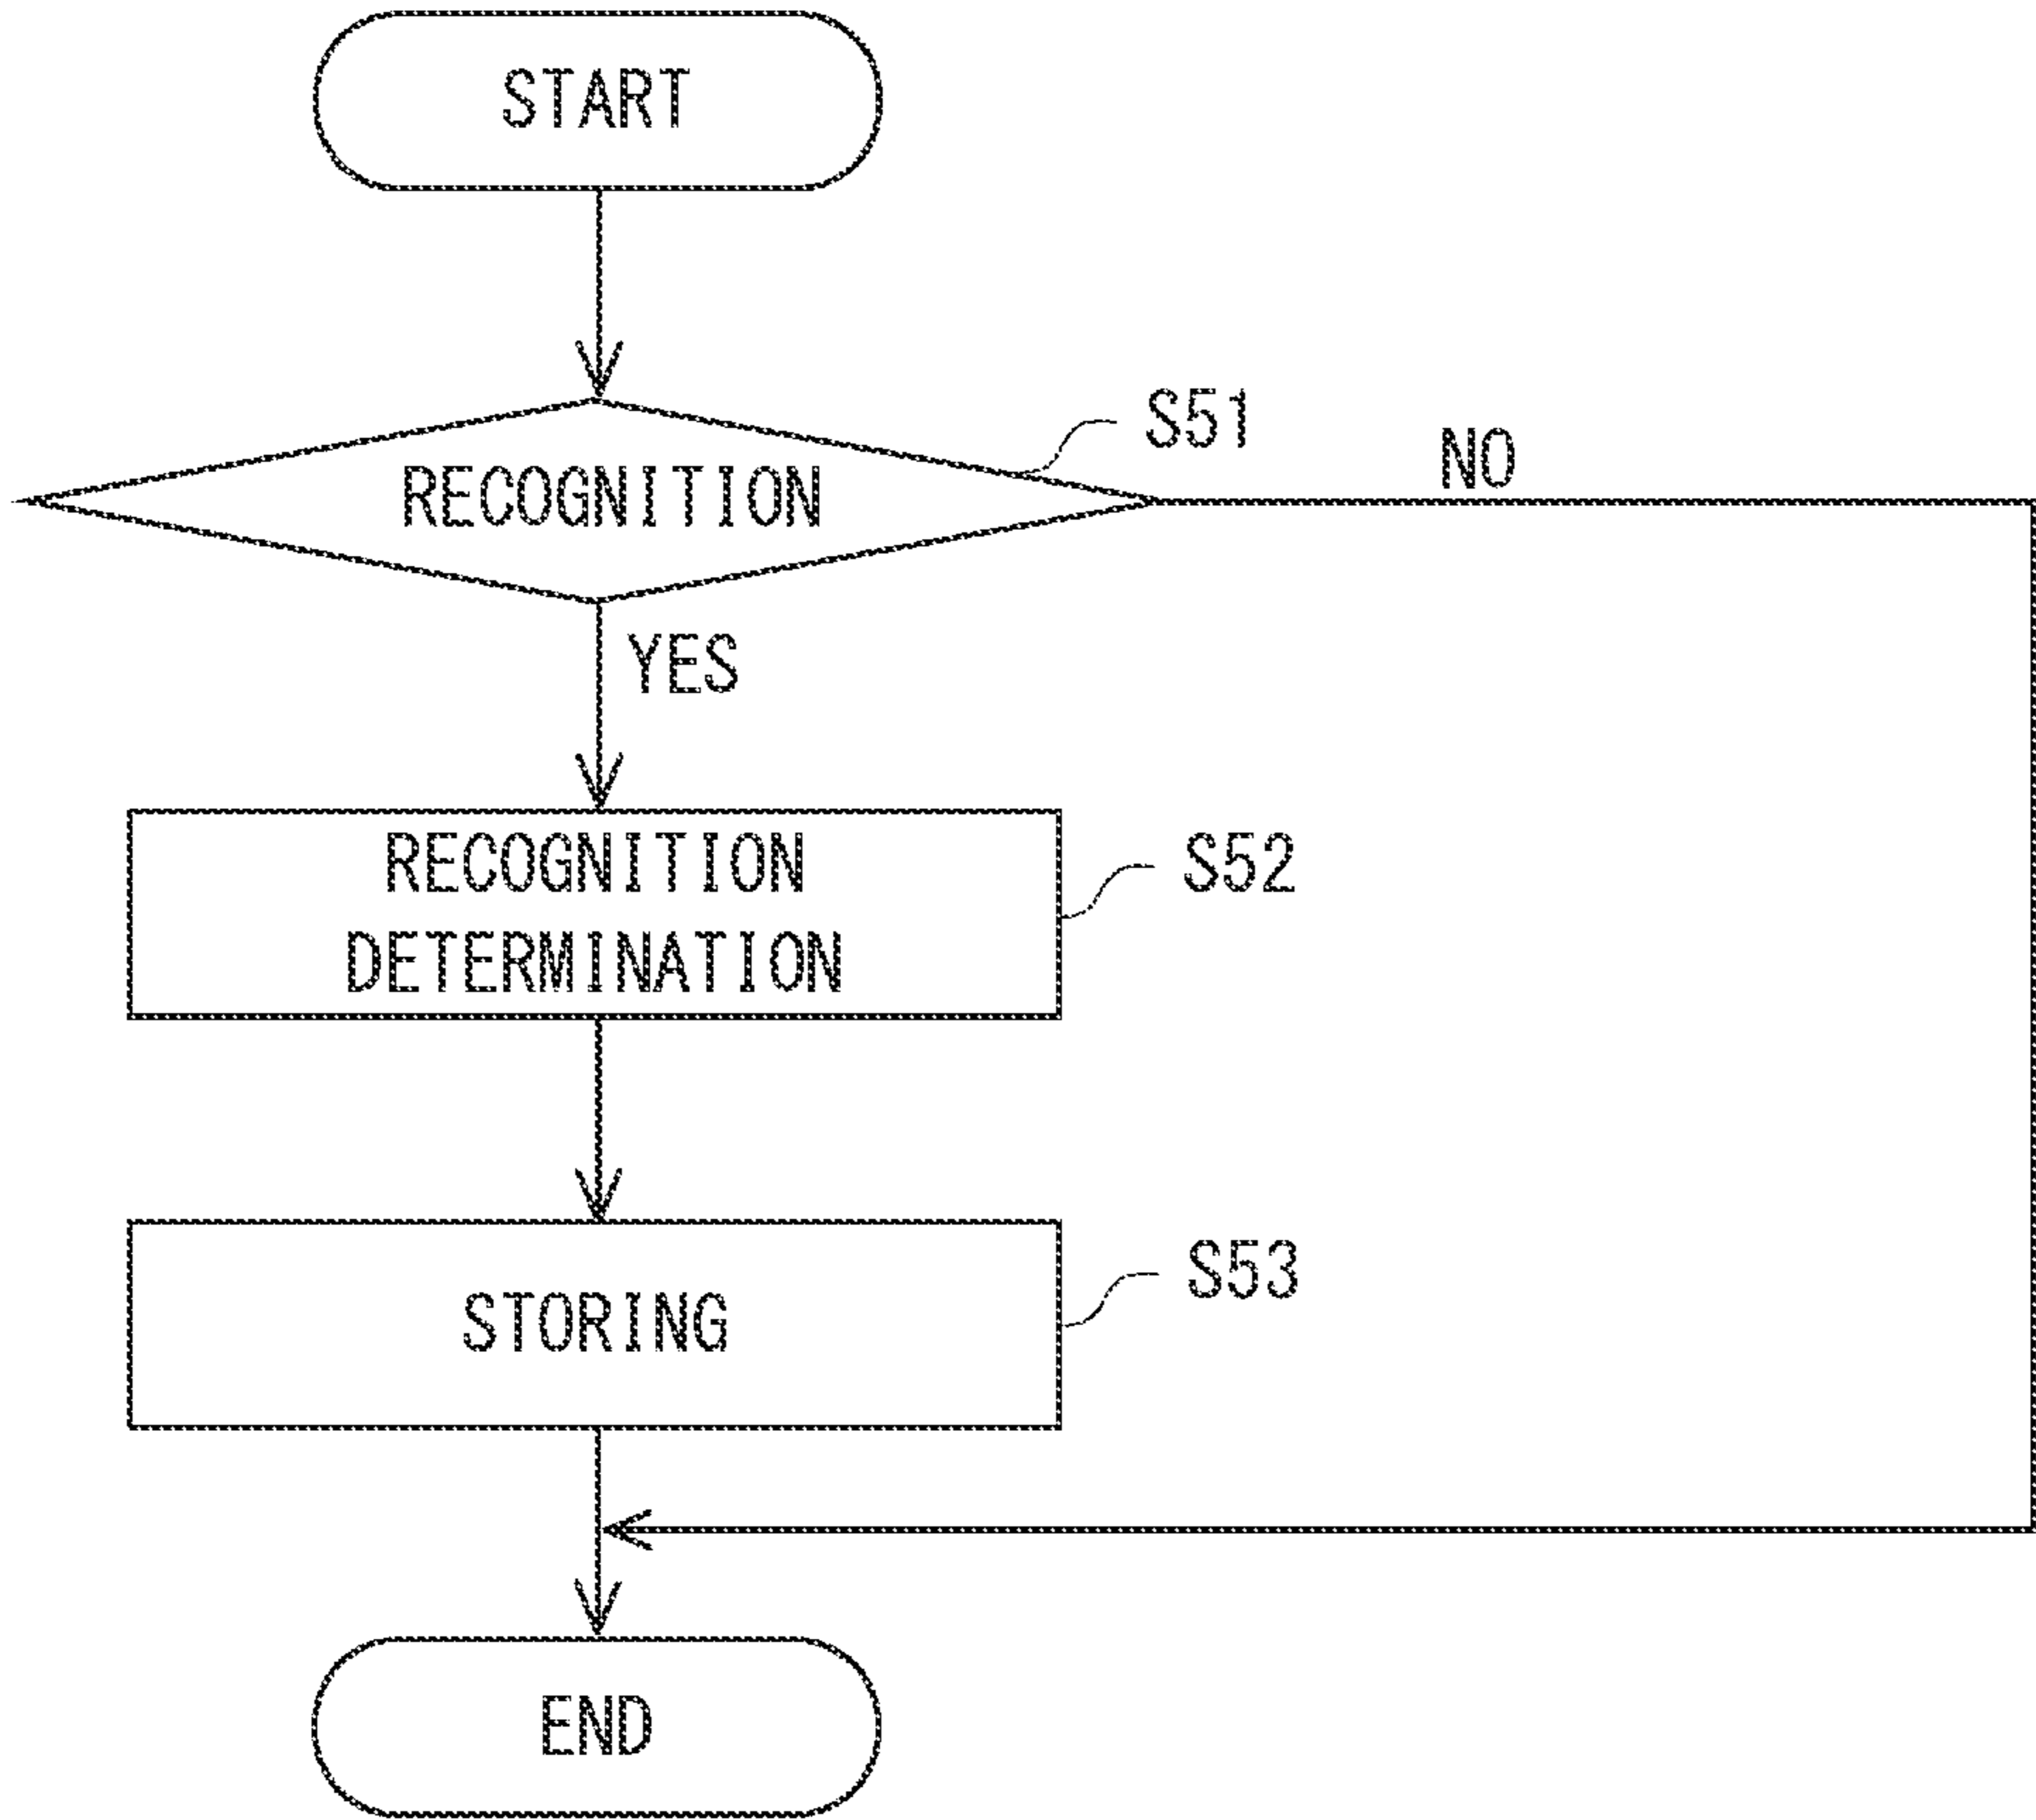 START
S51
RECOGNITION
NO
YES
RECOGNITION
DETERMINATION
S52
STORING
S53
END